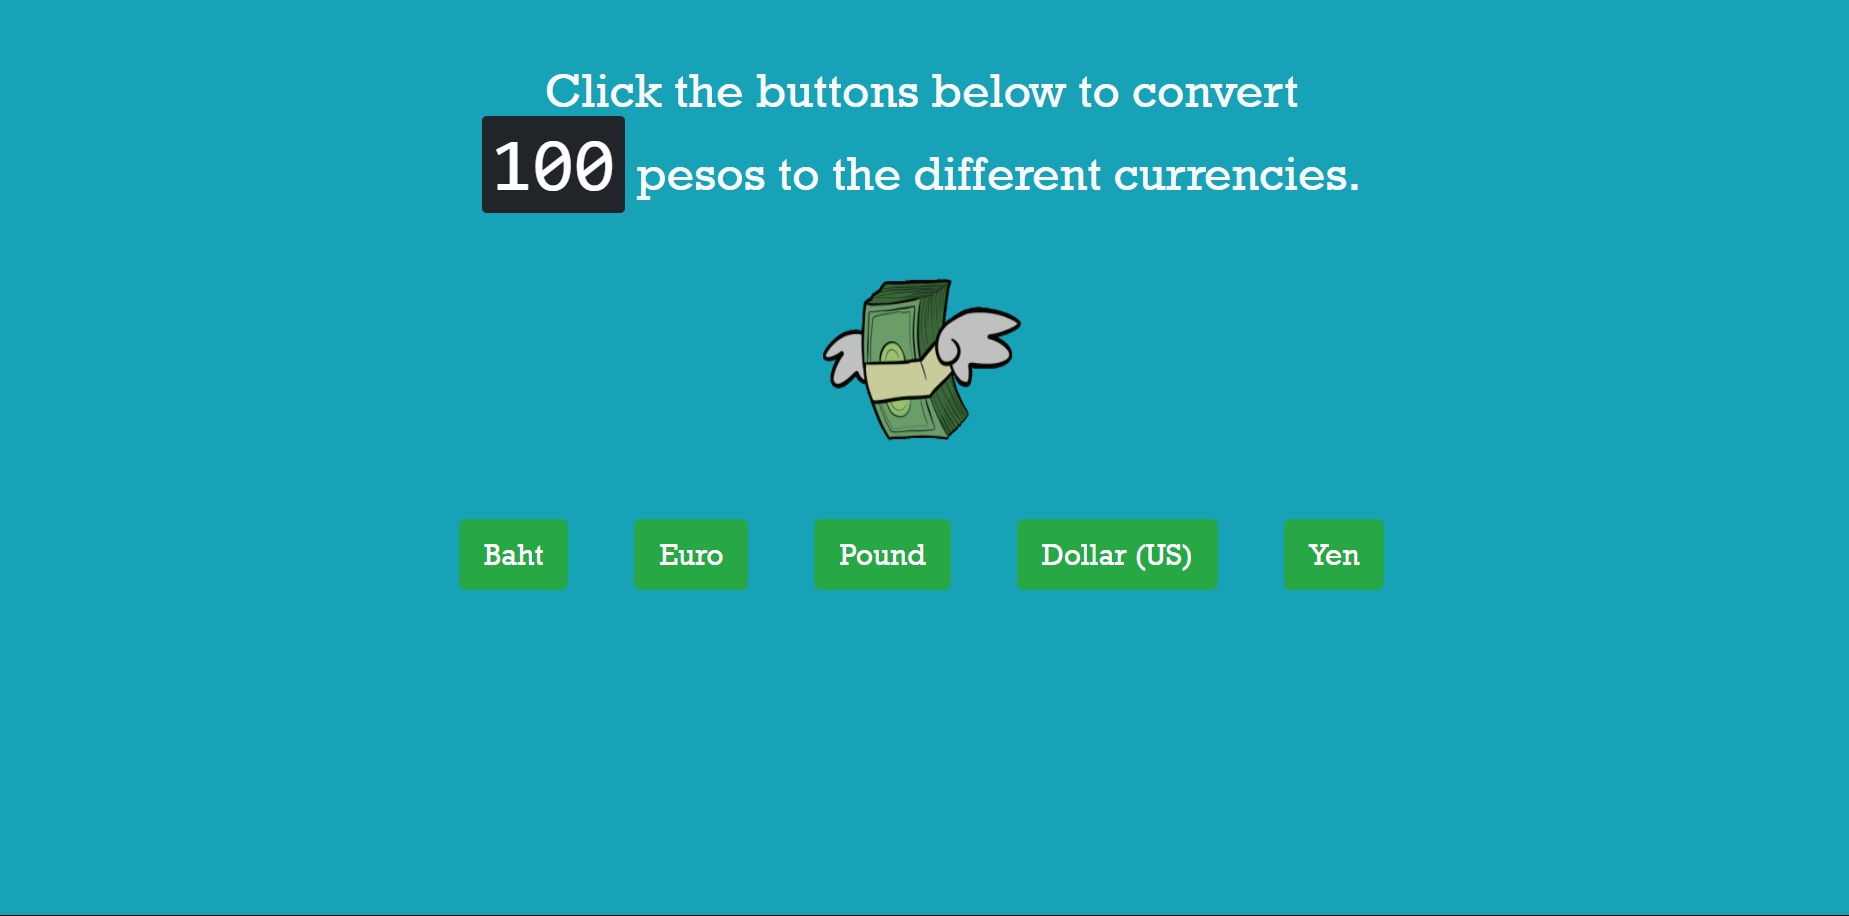 Click the buttons below to convert
100 pesos to the different currencies.
Baht Euro Pound Dollar (US) Yen